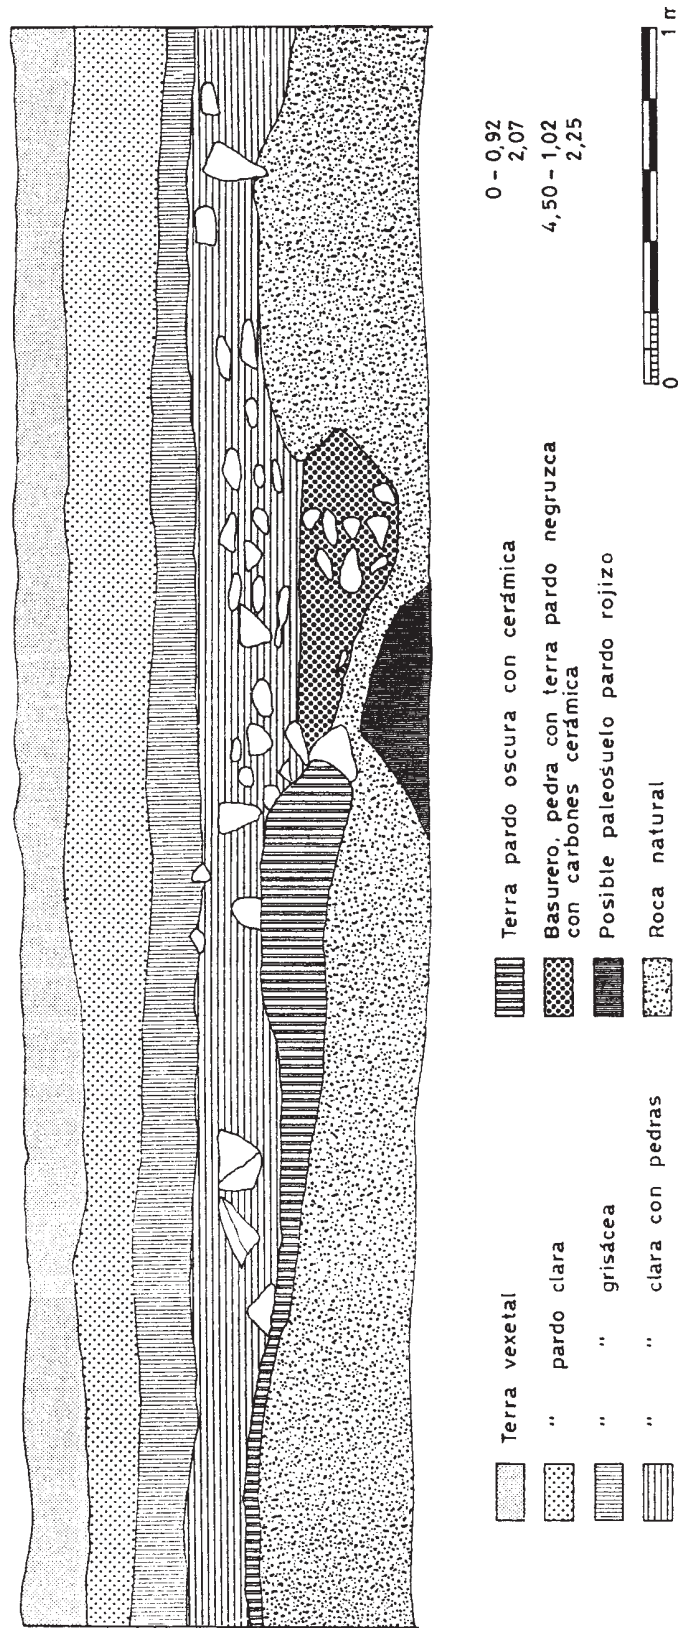 Terra vexetal
" pardo clara
" " grisácea
" " clara con pedras
Terra pardo oscura con cerámica
Basurero, pedra con terra pardo negruzca
con carbones cerámica
Posible paleosuelo pardo rojizo
Roca natural
0 - 0,92
2,07
4,50 - 1,02
2,25
0
1 m